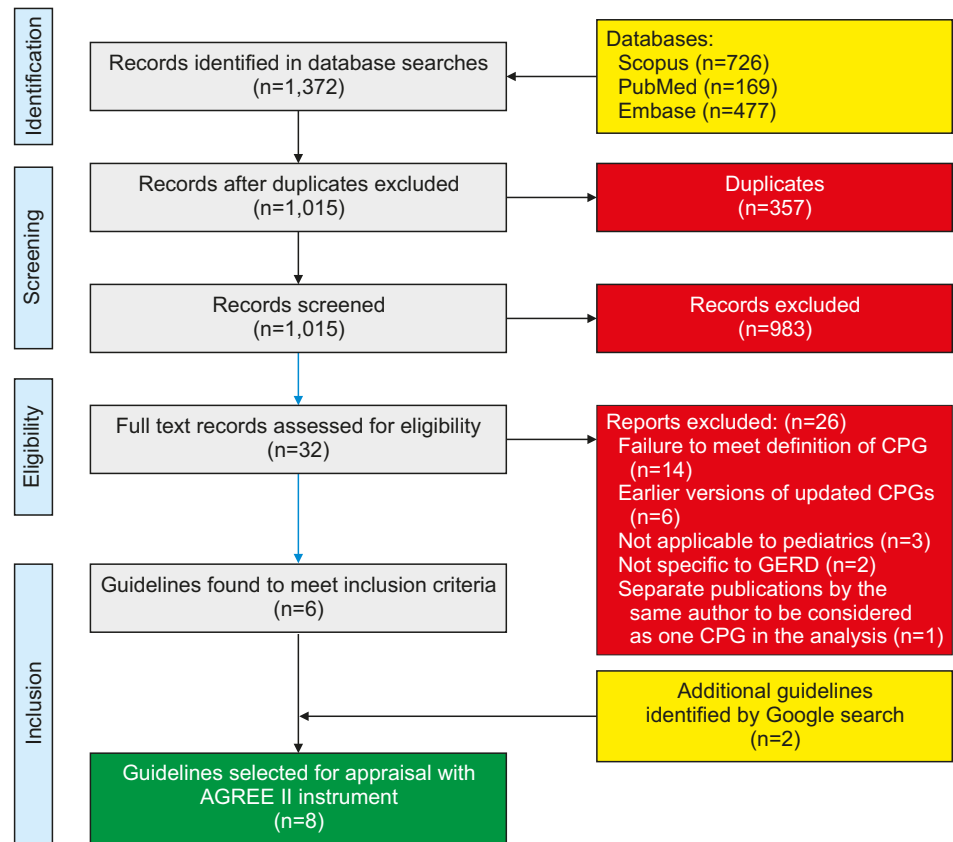 Identification
Records identified in database searches
(n=1,372)
Databases:
Scopus (n=726)
PubMed (n=169)
Embase (n=477)
Screening
Records after duplicates excluded
(n=1,015)
Duplicates
(n=357)
Records screened
(n=1,015)
Records excluded
(n=983)
Eligibility
Full text records assessed for eligibility
(n=32)
Reports excluded: (n=26)
Failure to meet definition of CPG
(n=14)
Earlier versions of updated CPGs
(n=6)
Not applicable to pediatrics (n=3)
Not specific to GERD (n=2)
Separate publications by the
same author to be considered
as one CPG in the analysis (n=1)
Inclusion
Guidelines found to meet inclusion criteria
(n=6)
Additional guidelines
identified by Google search
(n=2)
Guidelines selected for appraisal with
AGREE II instrument
(n=8)